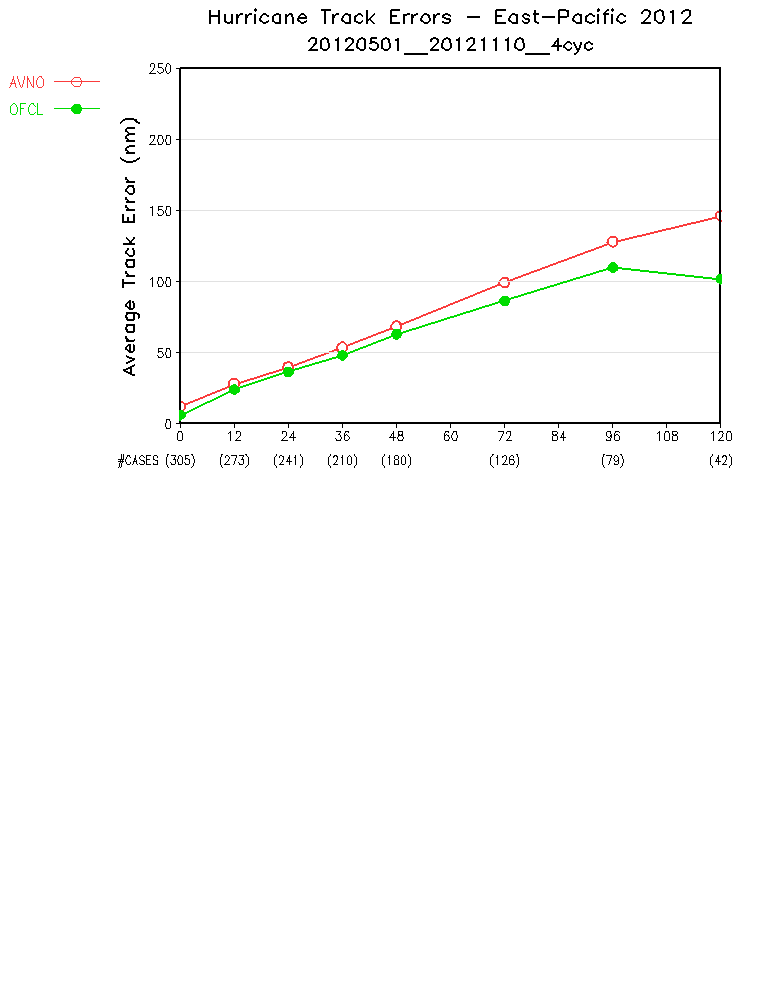 Hurricane Track Errors - East-Pacific 2012
20120501__20121110__4cyc
AVNO
OFCL
Average Track Error (nm)
250
200
150
100
50
0
0 12 24 36 48 60 72 84 96 108 120
#CASES (305) (273) (241) (210) (180) (126) (79) (42)